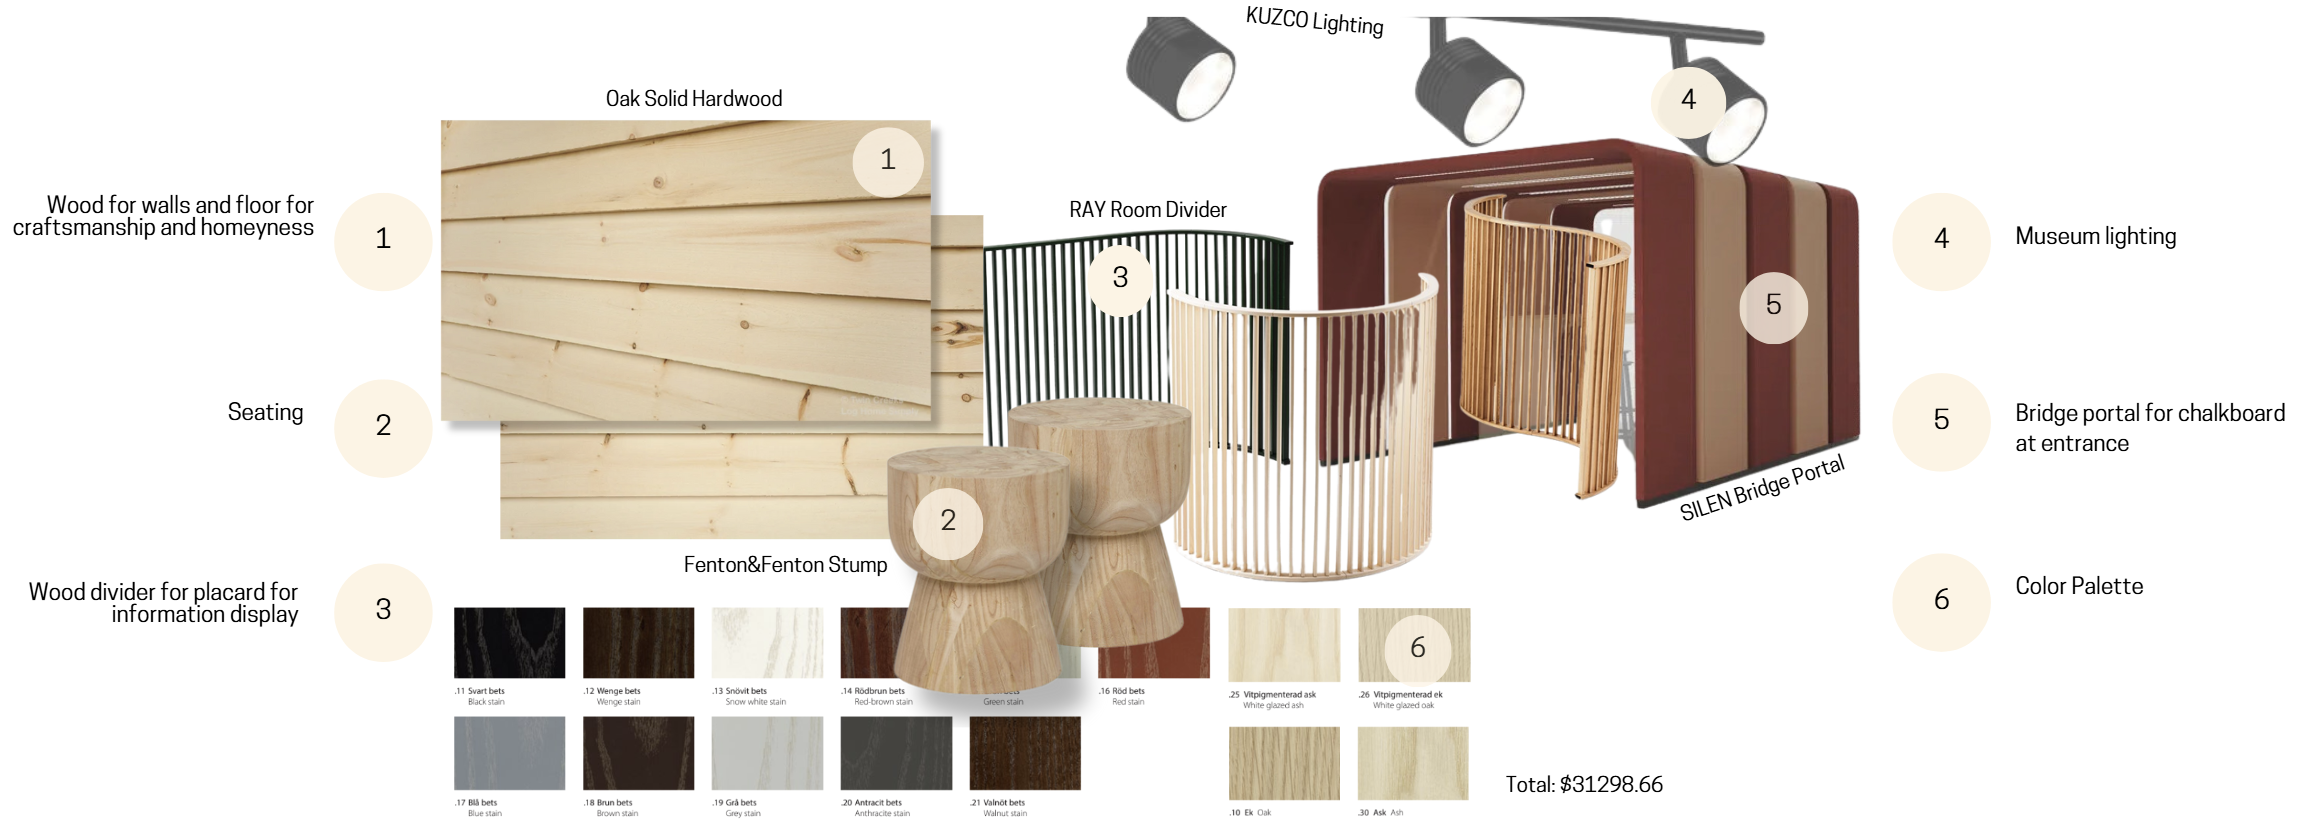 KUZCO Lighting
Oak Solid Hardwood
1
4
Wood for walls and floor for
craftsmanship and homeyness
1
RAY Room Divider
3
5
4
Museum lighting
Seating
2
2
5
Bridge portal for chalkboard
at entrance
SILEN Bridge Portal
Fenton&Fenton Stump
Wood divider for placard for
information display
3
6
6
Color Palette
.11 Svart bets
Black stain
.12 Wenge bets
Wenge stain
.13 Snövit bets
Snow white stain
.14 Rödbrun bets
Red-brown stain
bets
Green stain
.16 Röd bets
Red stain
.25 Vitpigmenterad ask
White glazed ash
.26 Vitpigmenterad ek
White glazed oak
.17 Blå bets
Blue stain
.18 Brun bets
Brown stain
.19 Grå bets
Grey stain
.20 Antracit bets
Anthracite stain
.21 Valnöt bets
Walnut stain
.10 Ek Oak
.30 Ask Ash
Total: $31298.66